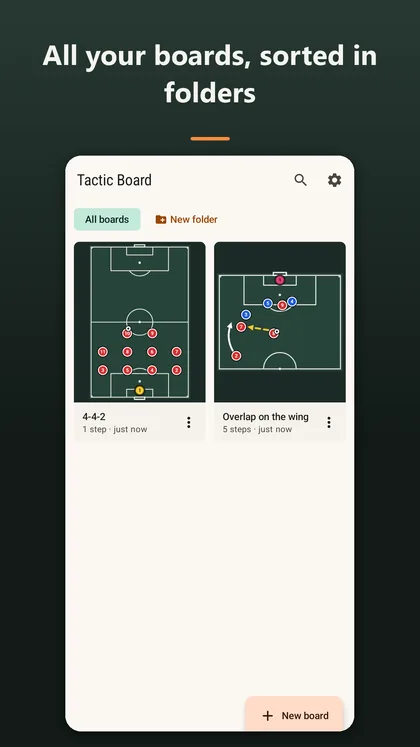 All your boards, sorted in
folders
Tactic Board
All boards
New folder
4-4-2
1 step · just now
Overlap on the wing
5 steps · just now
New board